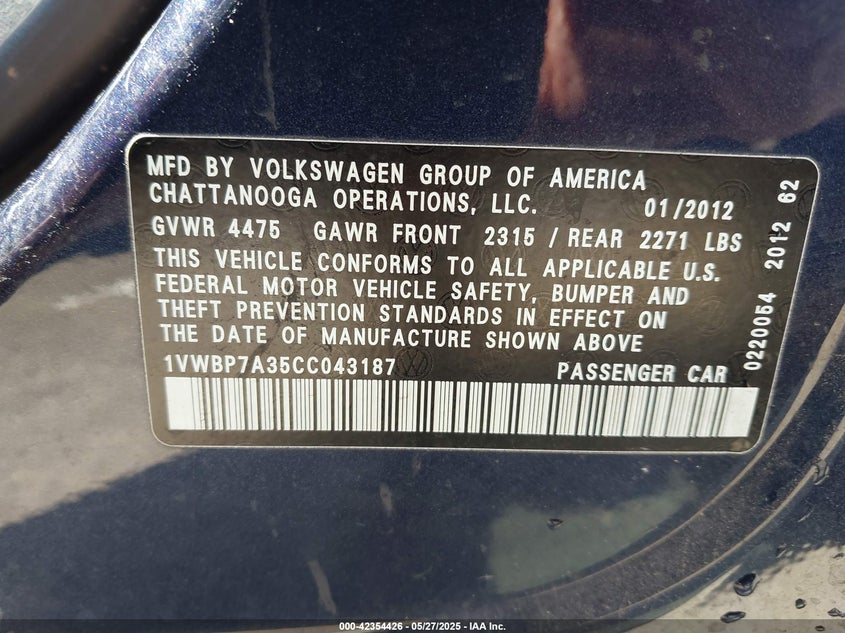 MFD BY VOLKSWAGEN GROUP OF AMERICA
CHATTANOOGA OPERATIONS, LLC. 01/2012
GVWR 4475 GAWR FRONT 2315 / REAR 2271 LBS
THIS VEHICLE CONFORMS TO ALL APPLICABLE U.S.
FEDERAL MOTOR VEHICLE SAFETY, BUMPER AND
THEFT PREVENTION STANDARDS IN EFFECT ON
THE DATE OF MANUFACTURE SHOWN ABOVE
1VWBP7A35CC043187 PASSENGER CAR
0220054 2012 62
000-42354426 - 05/27/2025 - IAA Inc.